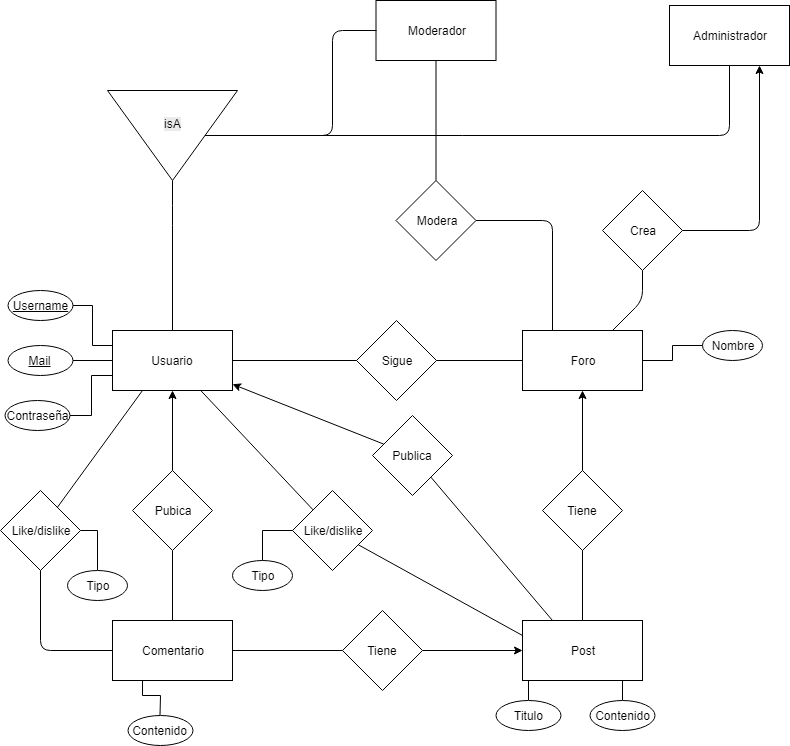 Moderador
Administrador
isA
Modera
Crea
Username
Mail
Contraseña
Usuario
Sigue
Foro
Nombre
Publica
Like/dislike
Pubica
Like/dislike
Tiene
Tipo
Tipo
Comentario
Tiene
Post
Contenido
Titulo
Contenido